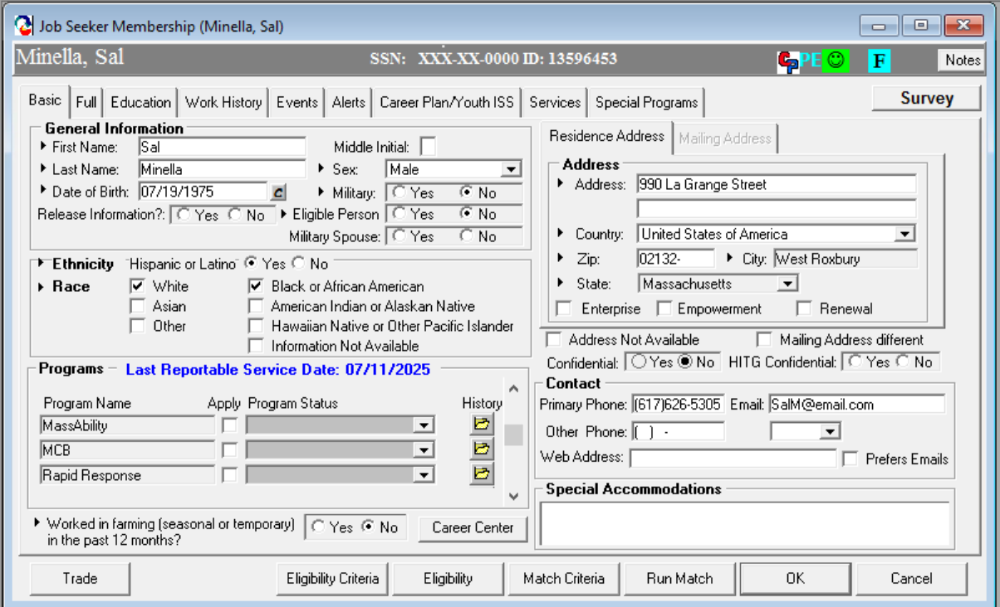 Job Seeker Membership (Minella, Sal)
Minella, Sal SSN: XXX-XX-0000 ID: 13596453 CP PE F Notes
Basic Full Education Work History Events Alerts Career Plan/Youth ISS Services Special Programs Survey
General Information
First Name: Sal Middle Initial:
Last Name: Minella Sex: Male
Date of Birth: 07/19/1975 C Military: Yes No
Release Information?: Yes No Eligible Person Yes No
Military Spouse: Yes No
Ethnicity Hispanic or Latino Yes No
Race White Black or African American
Asian American Indian or Alaskan Native
Other Hawaiian Native or Other Pacific Islander
Information Not Available
Programs Last Reportable Service Date: 07/11/2025
Program Name Apply Program Status History
MassAbility
MCB
Rapid Response
Worked in farming (seasonal or temporary) Yes No Career Center
in the past 12 months?
Residence Address Mailing Address
Address
Address: 990 La Grange Street
Country: United States of America
Zip: 02132- City: West Roxbury
State: Massachusetts
Enterprise Empowerment Renewal
Address Not Available Mailing Address different
Confidential: Yes No HITG Confidential: Yes No
Contact
Primary Phone: (617)626-5305 Email: SalM@email.com
Other Phone: ( ) -
Web Address: Prefers Emails
Special Accommodations
Trade Eligibility Criteria Eligibility Match Criteria Run Match OK Cancel